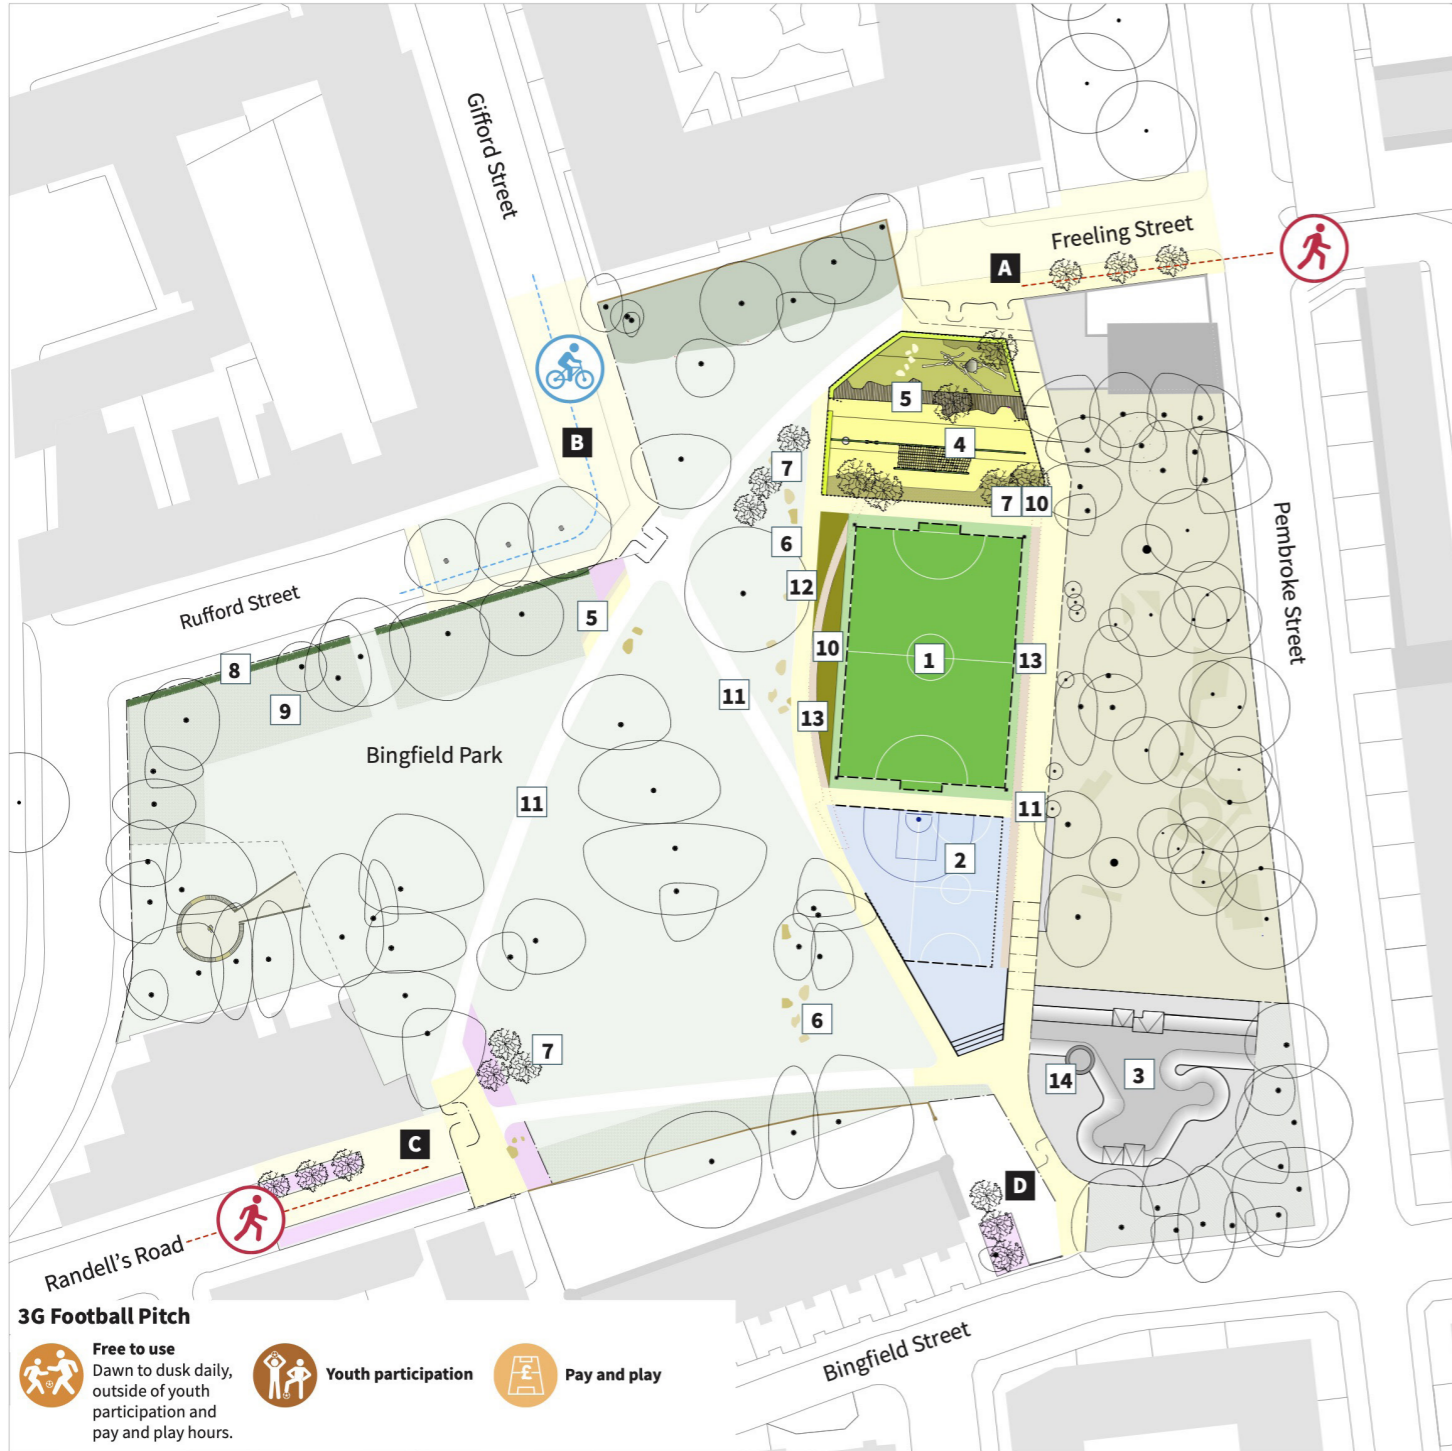 Gifford Street
Freeling Street
A
B
5
4
7
7
10
6
Pembroke Street
12
Rufford Street
5
10
1
13
8
9
11
13
Bingfield Park
11
11
2
6
7
14
3
C
D
Randell's Road
Bingfield Street
3G Football Pitch
Free to use
Dawn to dusk daily,
outside of youth
participation and
pay and play hours.
Youth participation
£
Pay and play